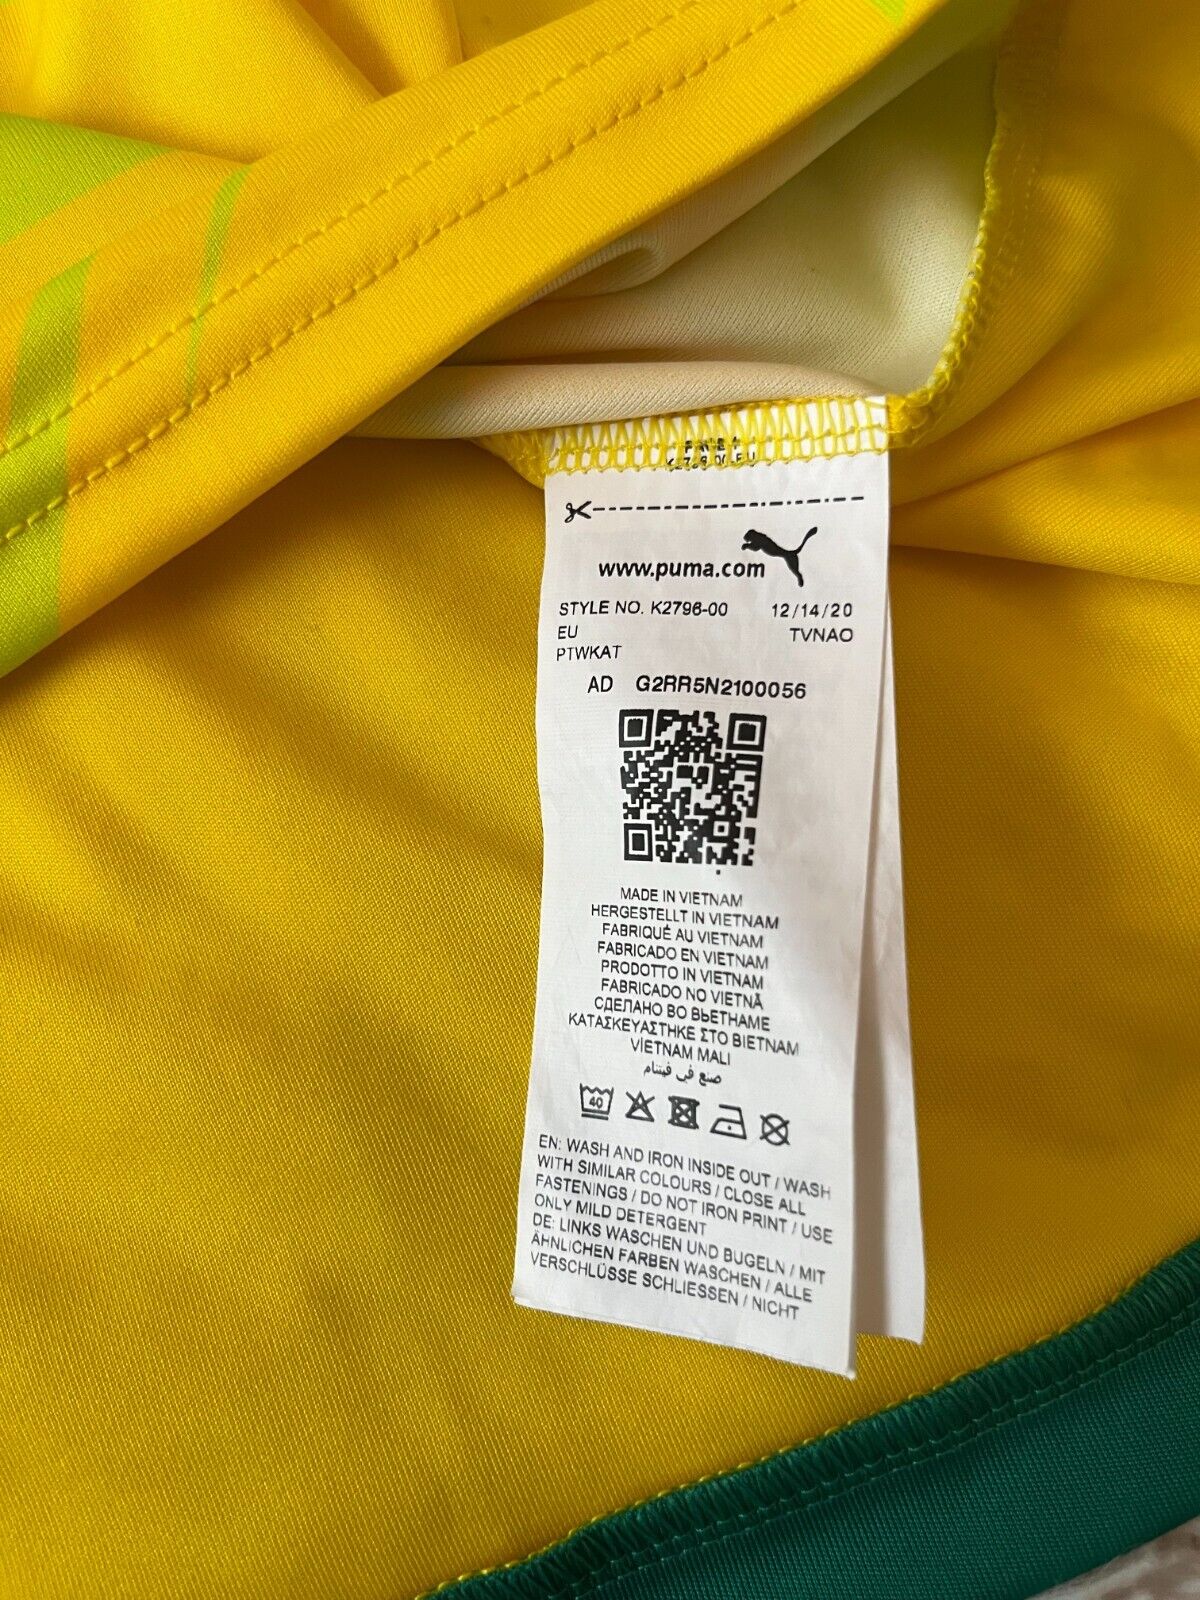 www.puma.com
STYLE NO. K2796-00 12/14/20
EU TVNAO
PTWKAT
AD G2RR5N2100056
MADE IN VIETNAM
HERGESTELLT IN VIETNAM
FABRIQUÉ AU VIETNAM
FABRICADO EN VIETNAM
PRODOTTO IN VIETNAM
FABRICADO NO VIETNÃ
СДЕЛАНО ВО ВЬЕТНАМЕ
ΚΑΤΑΣΚΕΥΑΣΤΗΚΕ ΣΤΟ ΒΙΕΤΝΑΜ
VİETNAM MALI
صنع في فيتنام
40
EN: WASH AND IRON INSIDE OUT / WASH
WITH SIMILAR COLOURS / CLOSE ALL
FASTENINGS / DO NOT IRON PRINT / USE
ONLY MILD DETERGENT
DE: LINKS WASCHEN UND BUGELN / MIT
ÄHNLICHEN FARBEN WASCHEN / ALLE
VERSCHLÜSSE SCHLIESSEN / NICHT